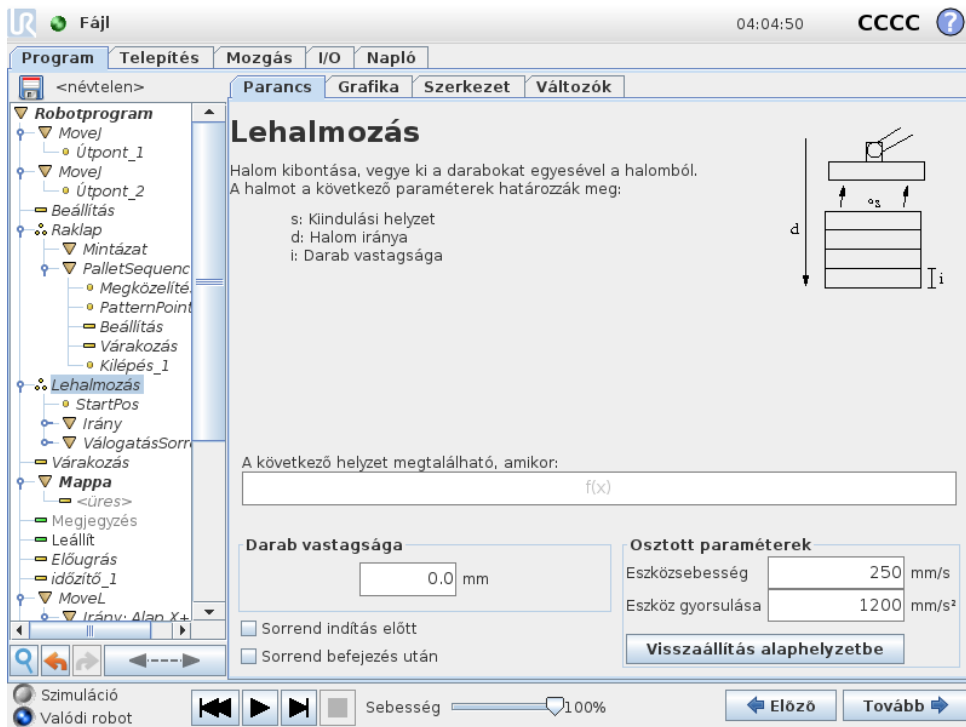 UR Fájl 04:04:50 CCCC ?
Program Telepítés Mozgás I/O Napló
<névtelen>
Parancs Grafika Szerkezet Változók
Robotprogram
MoveJ
Útpont_1
MoveJ
Útpont_2
Beállítás
Raklap
Mintázat
PalletSequenc
Megközelíté
PatternPoint
Beállítás
Várakozás
Kilépés_1
Lehalmozás
StartPos
Irány
VálogatásSorr
Várakozás
Mappa
<üres>
Megjegyzés
Leállít
Előugrás
időzítő_1
MoveL
Irány: Alap X+
Lehalmozás
Halom kibontása, vegye ki a darabokat egyesével a halomból.
A halmot a következő paraméterek határozzák meg:
s: Kiindulási helyzet
d: Halom iránya
i: Darab vastagsága
s
d
i
A következő helyzet megtalálható, amikor:
f(x)
Darab vastagsága
0.0 mm
Sorrend indítás előtt
Sorrend befejezés után
Osztott paraméterek
Eszközsebesség 250 mm/s
Eszköz gyorsulása 1200 mm/s²
Visszaállítás alaphelyzetbe
Szimuláció
Valódi robot
Sebesség 100%
Előző Tovább